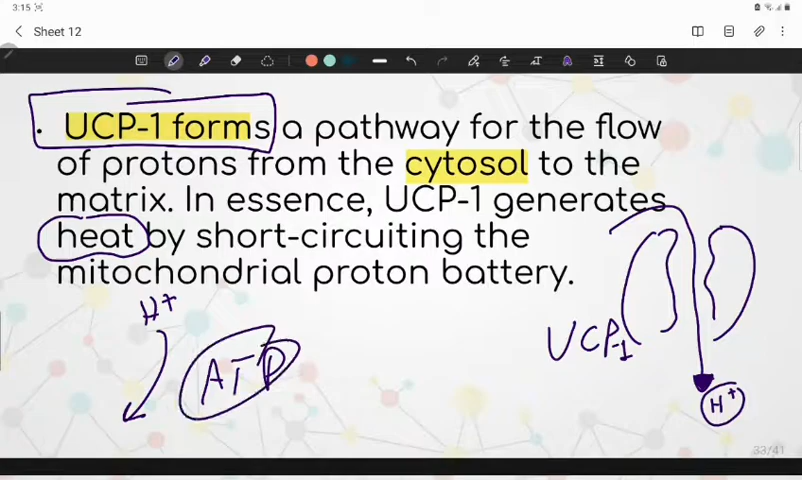 3:15
Sheet 12
· UCP-1 forms a pathway for the flow
of protons from the cytosol to the
matrix. In essence, UCP-1 generates
heat by short-circuiting the
mitochondrial proton battery.
H+
ATP
UCP-1
H+
33/41